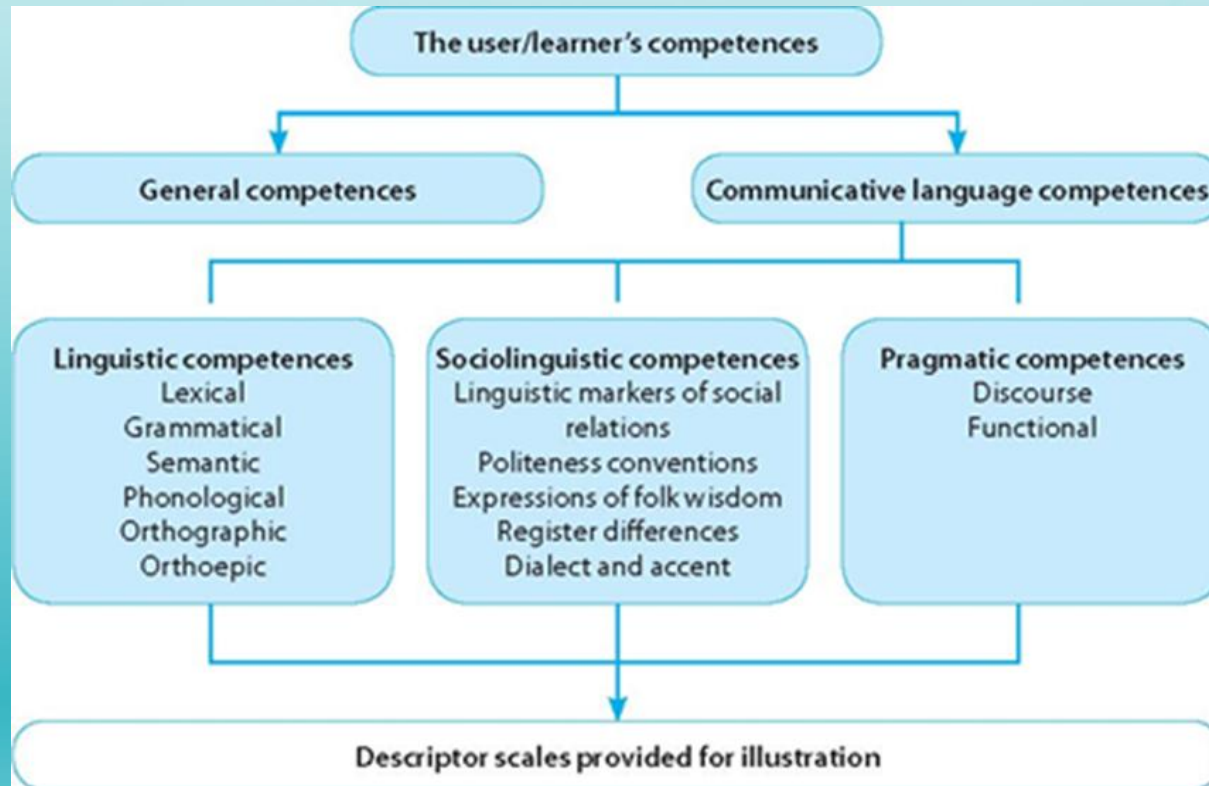 The user/learner’s competences
General competences
Communicative language competences
Linguistic competences
Lexical
Grammatical
Semantic
Phonological
Orthographic
Orthoepic
Sociolinguistic competences
Linguistic markers of social
relations
Politeness conventions
Expressions of folk wisdom
Register differences
Dialect and accent
Pragmatic competences
Discourse
Functional
Descriptor scales provided for illustration